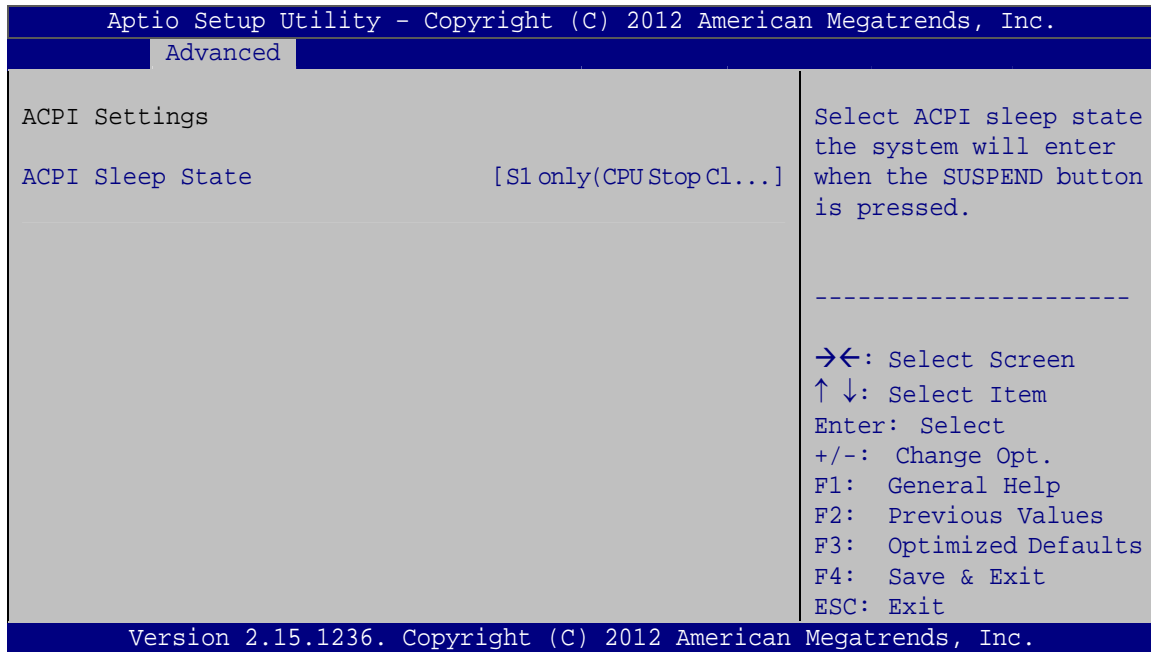 Aptio Setup Utility – Copyright (C) 2012 American Megatrends, Inc.
Advanced
ACPI Settings
ACPI Sleep State [S1 only(CPU Stop Cl...]
Select ACPI sleep state
the system will enter
when the SUSPEND button
is pressed.
----------------------
→←: Select Screen
↑ ↓: Select Item
Enter: Select
+/-: Change Opt.
F1: General Help
F2: Previous Values
F3: Optimized Defaults
F4: Save & Exit
ESC: Exit
Version 2.15.1236. Copyright (C) 2012 American Megatrends, Inc.